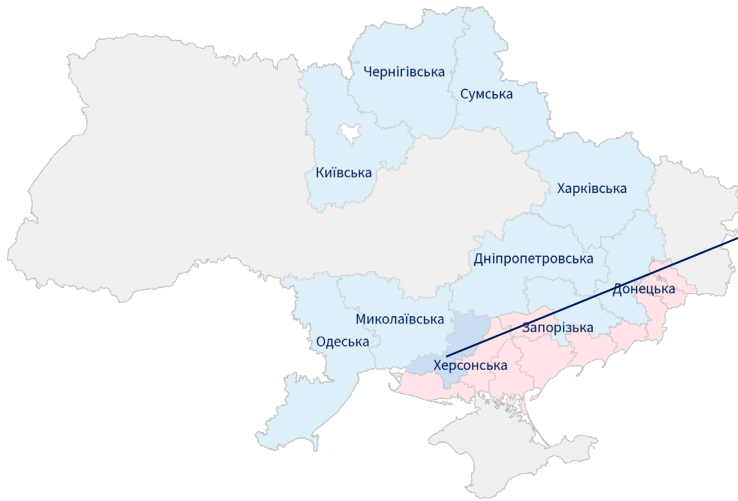 Чернігівська
Сумська
Київська
Харківська
Дніпропетровська
Донецька
Миколаївська
Запорізька
Одеська
Херсонська